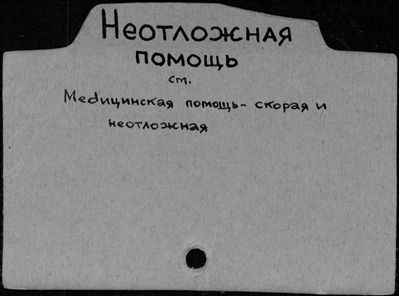 Неотложная
помощь
см.
Медицинская помощь - скорая и
неотложная